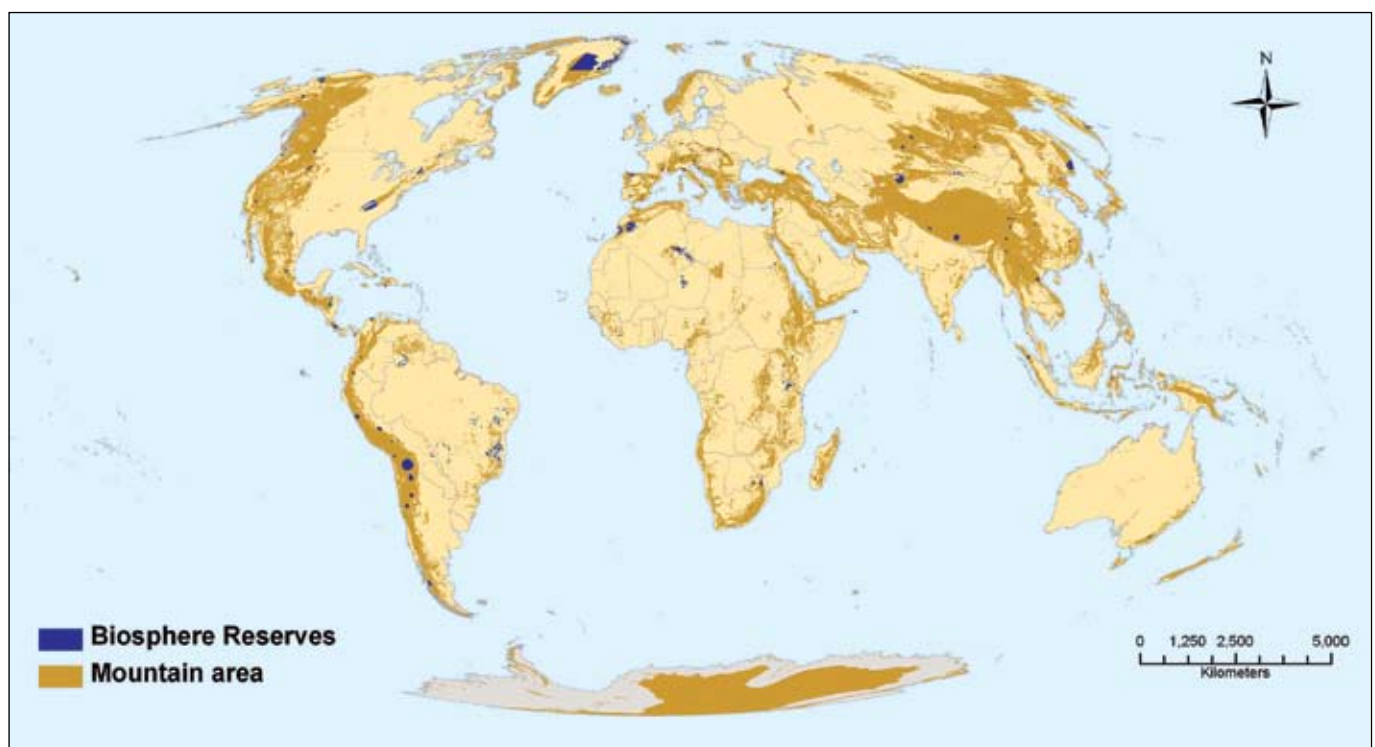 N
Biosphere Reserves
Mountain area
0 1,250 2,500 5,000
Kilometers